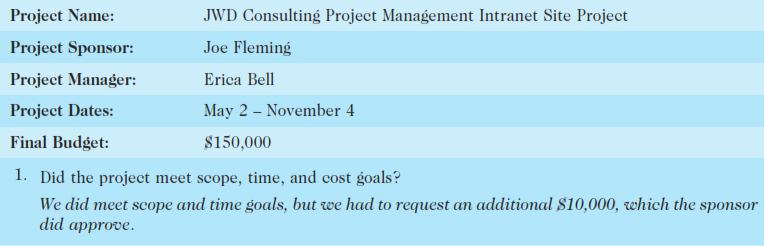 Project Name: JWD Consulting Project Management Intranet Site Project
Project Sponsor: Joe Fleming
Project Manager: Erica Bell
Project Dates: May 2 – November 4
Final Budget: $150,000
1. Did the project meet scope, time, and cost goals?
We did meet scope and time goals, but we had to request an additional $10,000, which the sponsor
did approve.